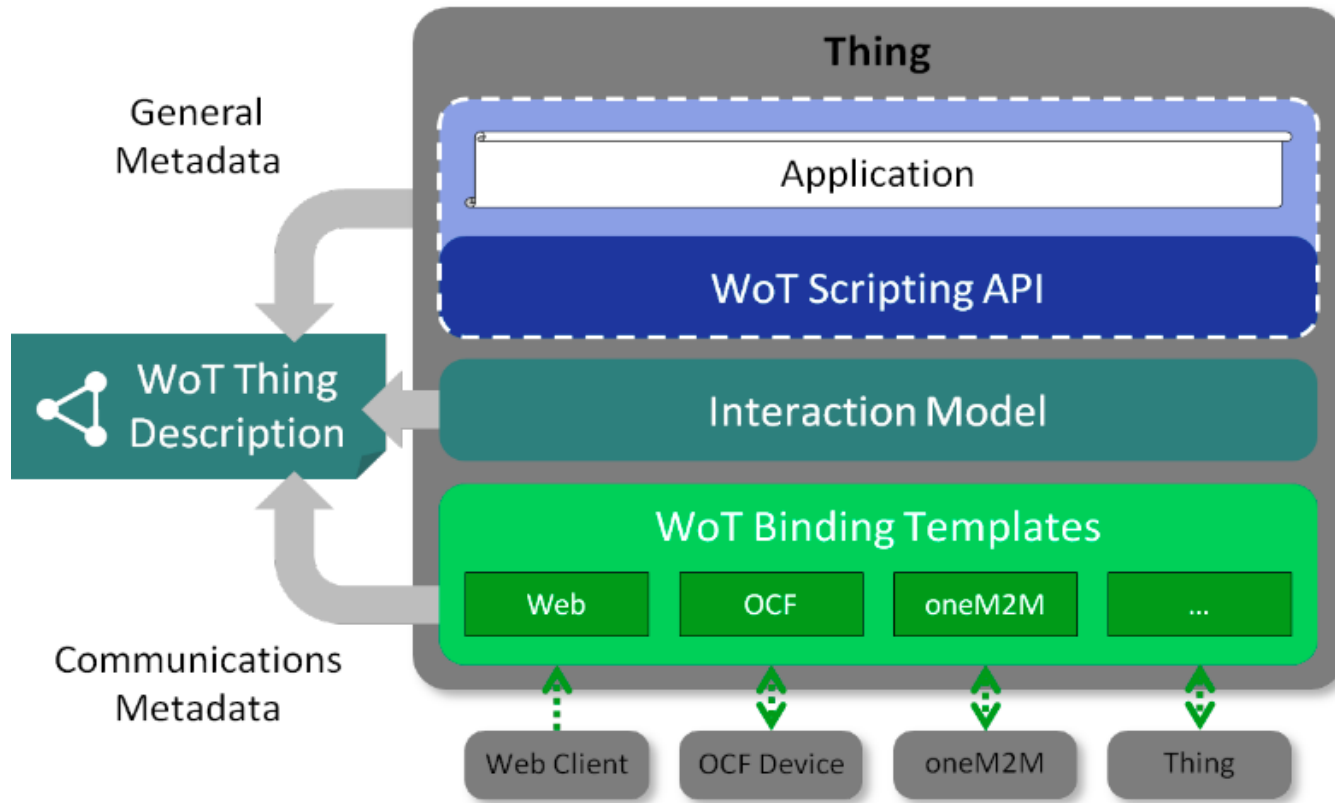 Thing
General
Metadata
Application
WoT Scripting API
WoT Thing
Description
Interaction Model
WoT Binding Templates
Web
OCF
oneM2M
...
Communications
Metadata
Web Client
OCF Device
oneM2M
Thing